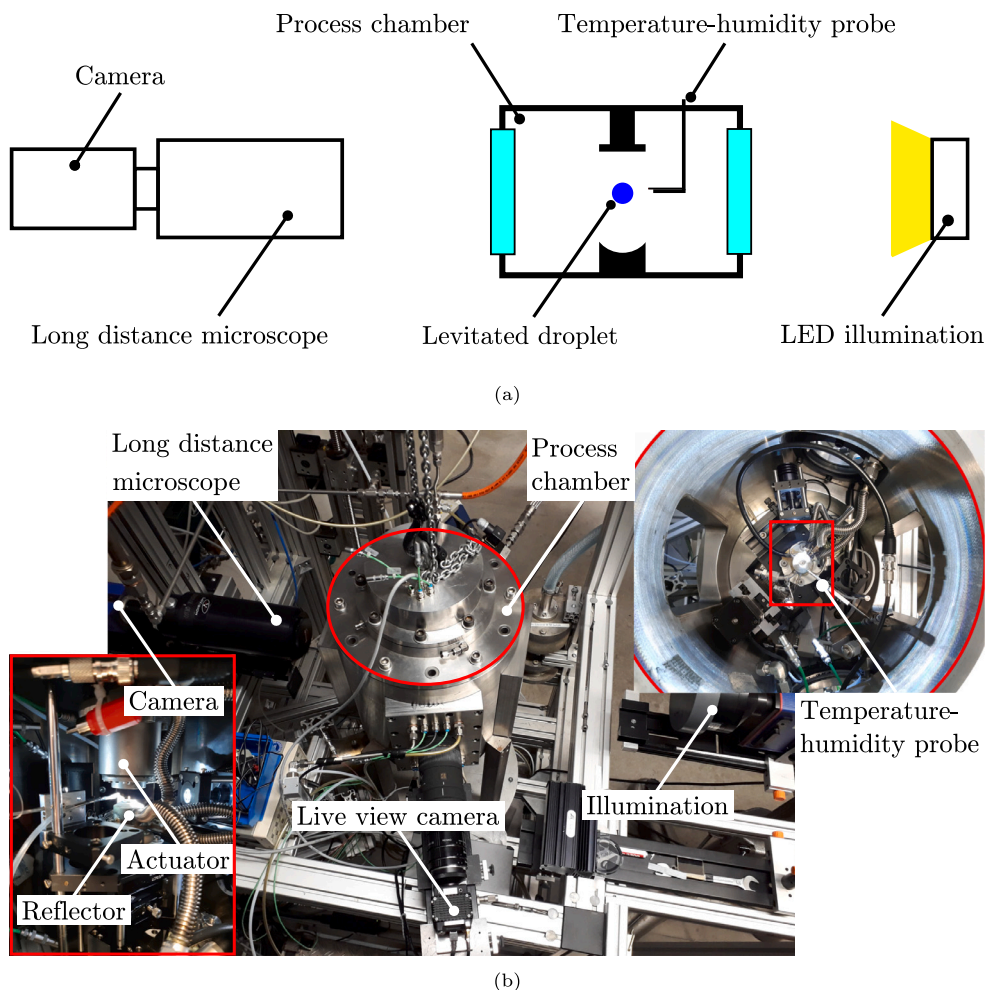 Process chamber
Temperature-humidity probe
Camera
Long distance microscope
Levitated droplet
LED illumination
(a)
Long distance
microscope
Process
chamber
Camera
Temperature-
humidity probe
Illumination
Live view camera
Actuator
Reflector
(b)